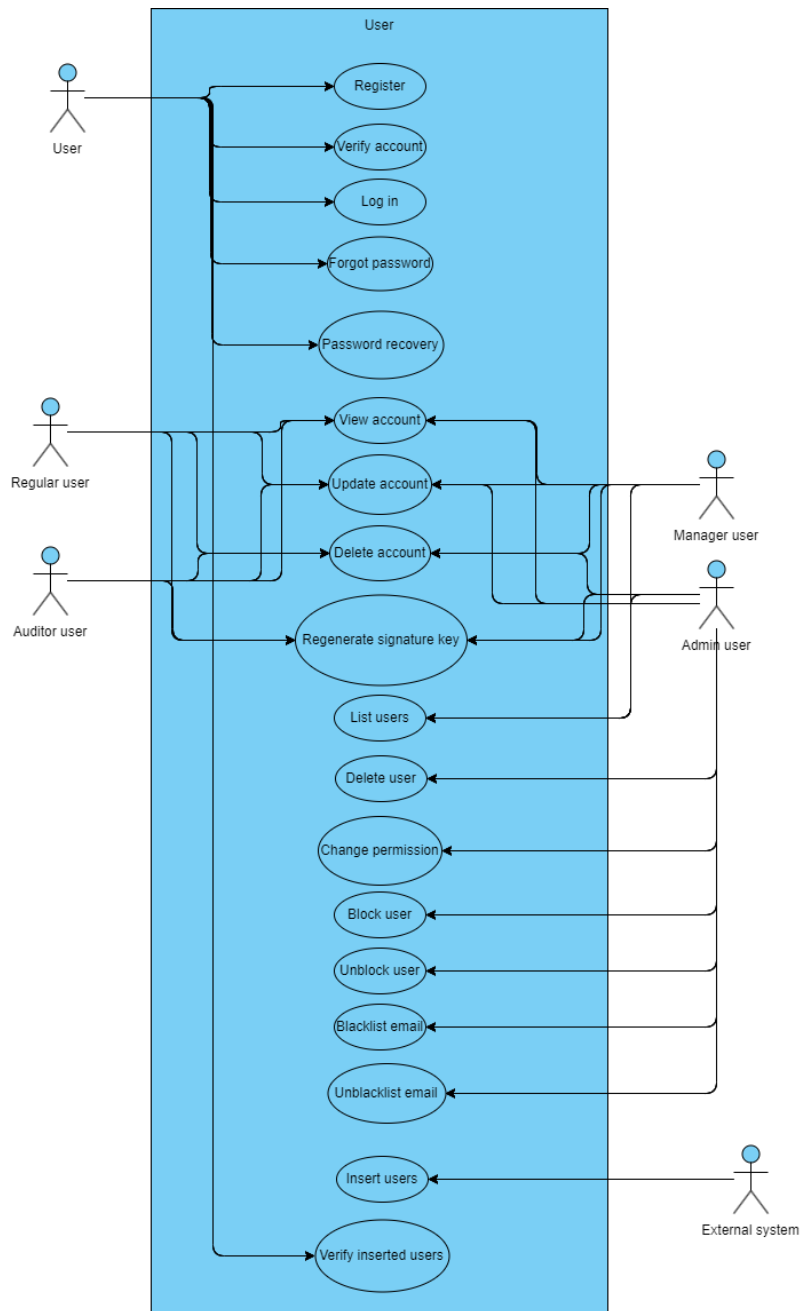 User
Register
User
Verify account
Log in
Forgot password
Password recovery
View account
Regular user
Update account
Manager user
Delete account
Auditor user
Regenerate signature key
Admin user
List users
Delete user
Change permission
Block user
Unblock user
Blacklist email
Unblacklist email
Insert users
External system
Verify inserted users